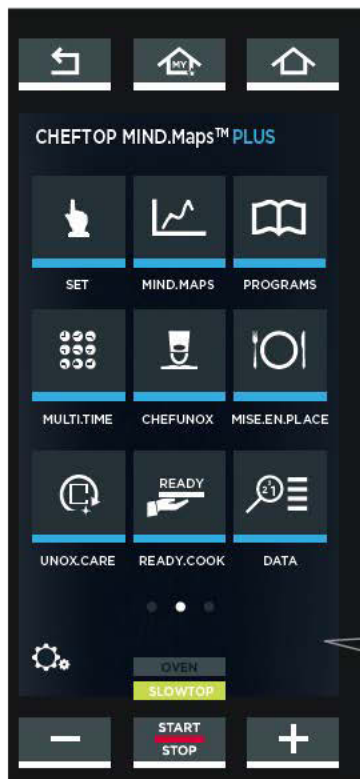 MY
CHEFTOP MIND.Maps™ PLUS
SET
MIND.MAPS
PROGRAMS
MULTI.TIME
CHEFUNOX
MISE.EN.PLACE
READY
UNOX.CARE
READY.COOK
DATA
OVEN
SLOWTOP
START
STOP